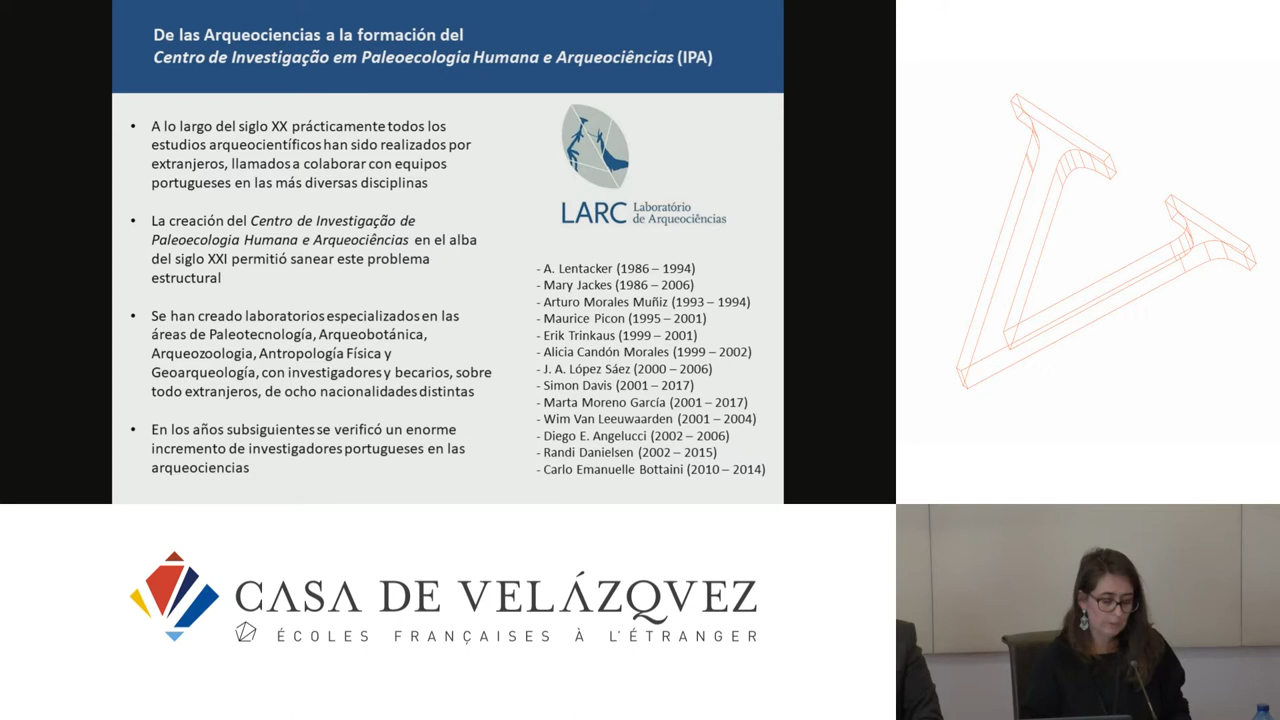 De las Arqueociencias a la formación del
Centro de Investigação em Paleoecologia Humana e Arqueociências (IPA)
• A lo largo del siglo XX prácticamente todos los
estudios arqueocientíficos han sido realizados por
extranjeros, llamados a colaborar con equipos
portugueses en las más diversas disciplinas
• La creación del Centro de Investigação de
Paleoecologia Humana e Arqueociências en el alba
del siglo XXI permitió sanear este problema
estructural
• Se han creado laboratorios especializados en las
áreas de Paleotecnología, Arqueobotánica,
Arqueozoologia, Antropología Física y
Geoarqueología, con investigadores y becarios, sobre
todo extranjeros, de ocho nacionalidades distintas
• En los años subsiguientes se verificó un enorme
incremento de investigadores portugueses en las
arqueociencias
LARC Laboratório
de Arqueociências
- A. Lentacker (1986 – 1994)
- Mary Jackes (1986 – 2006)
- Arturo Morales Muñiz (1993 – 1994)
- Maurice Picon (1995 – 2001)
- Erik Trinkaus (1999 – 2001)
- Alicia Candón Morales (1999 – 2002)
- J. A. López Sáez (2000 – 2006)
- Simon Davis (2001 – 2017)
- Marta Moreno García (2001 – 2017)
- Wim Van Leeuwaarden (2001 – 2004)
- Diego E. Angelucci (2002 – 2006)
- Randi Danielsen (2002 – 2015)
- Carlo Emanuelle Bottaini (2010 – 2014)
CASA DE VELÁZQVEZ
ÉCOLES FRANÇAISES À L'ÉTRANGER